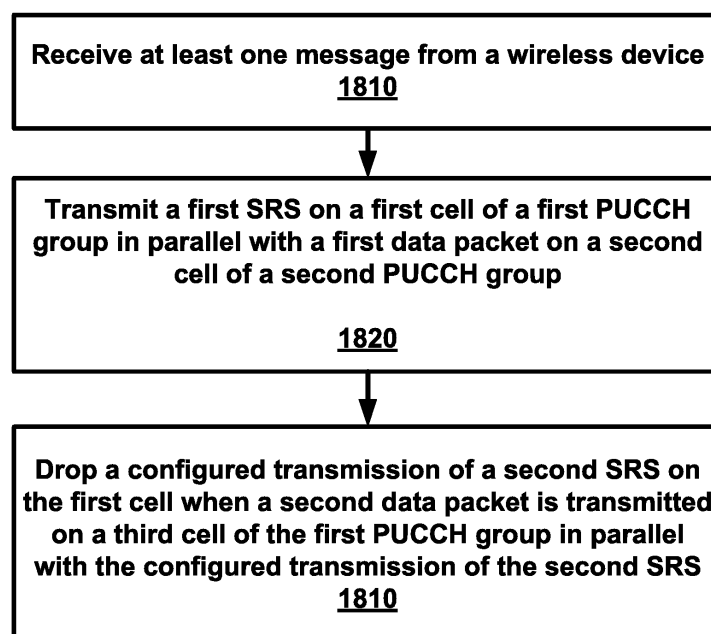 Receive at least one message from a wireless device
1810
Transmit a first SRS on a first cell of a first PUCCH
group in parallel with a first data packet on a second
cell of a second PUCCH group
1820
Drop a configured transmission of a second SRS on
the first cell when a second data packet is transmitted
on a third cell of the first PUCCH group in parallel
with the configured transmission of the second SRS
1810